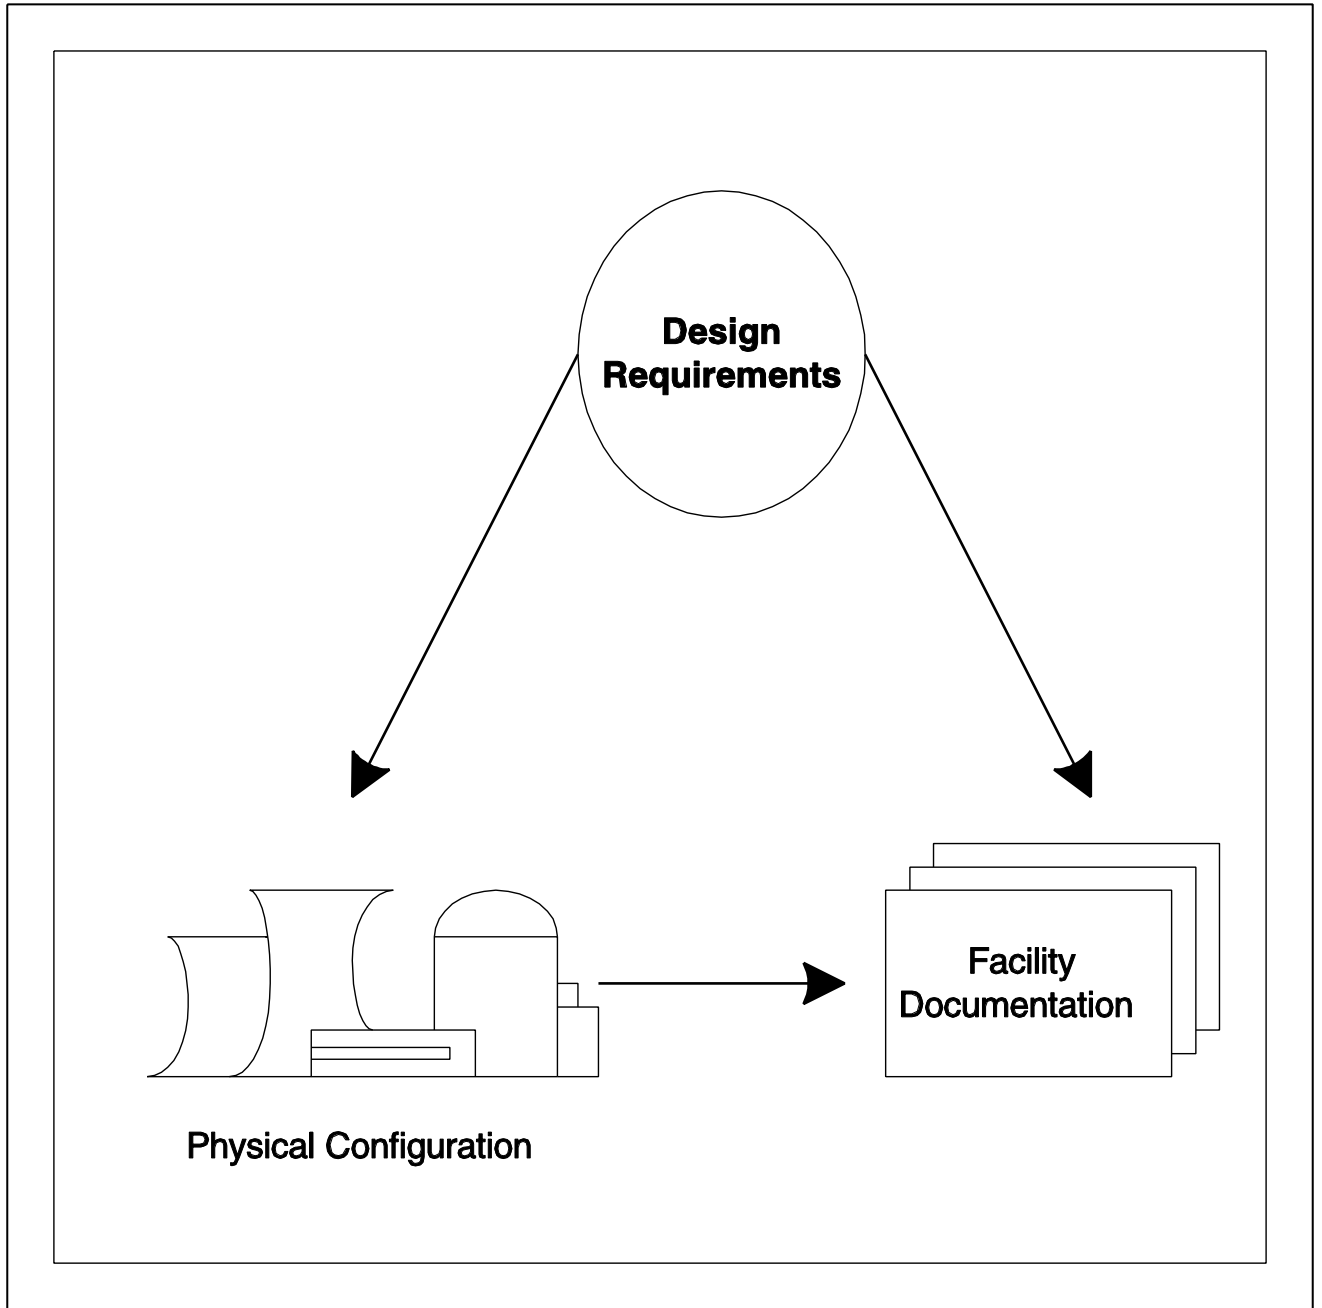 Design
Requirements
Facility
Documentation
Physical Configuration